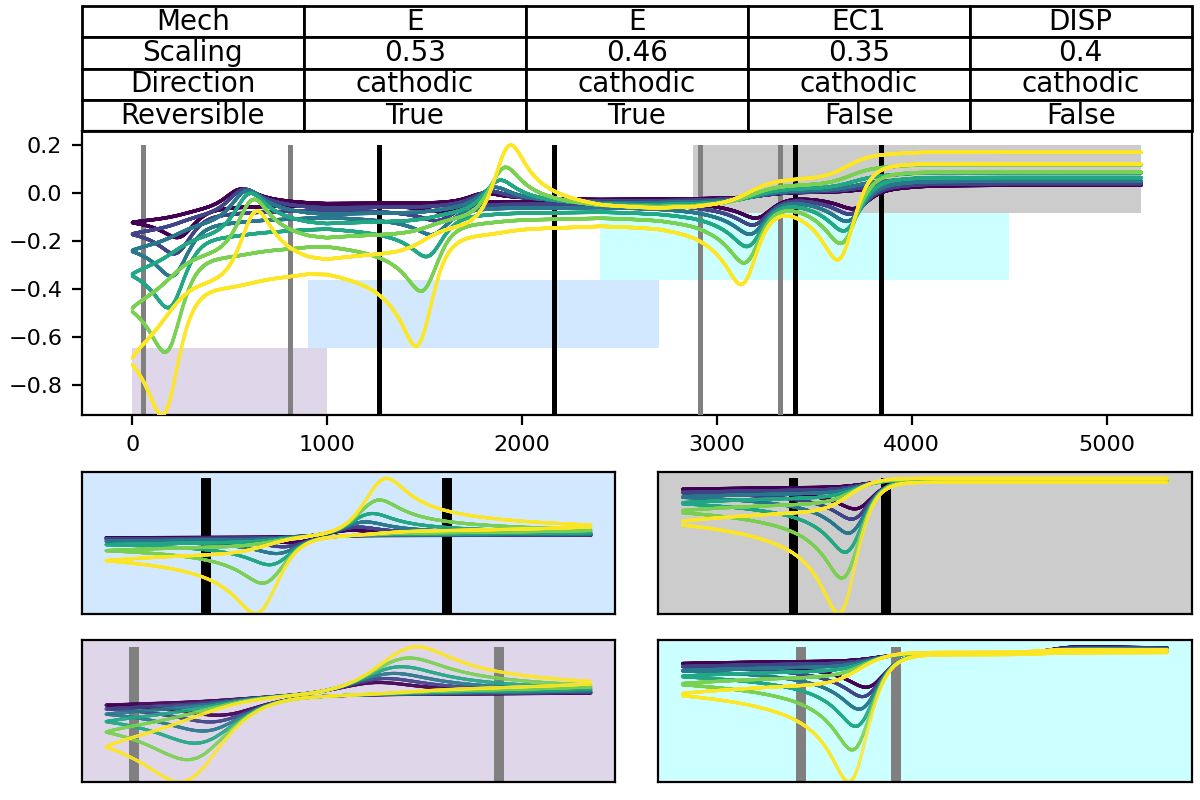 Mech E E EC1 DISP
Scaling 0.53 0.46 0.35 0.4
Direction cathodic cathodic cathodic cathodic
Reversible True True False False
0.2
0.0
−0.2
−0.4
−0.6
−0.8
0 1000 2000 3000 4000 5000